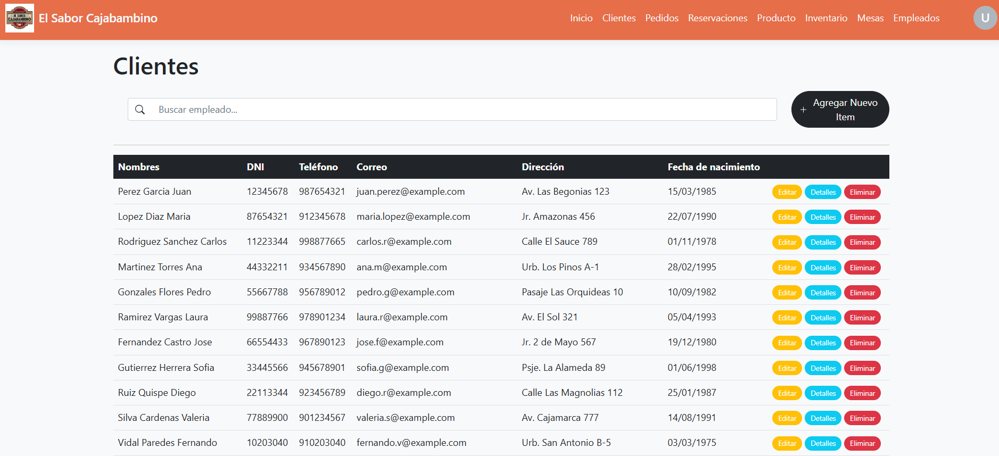 EL SABOR
CAJABAMBINO
El Sabor Cajabambino
Inicio Clientes Pedidos Reservaciones Producto Inventario Mesas Empleados
U
Clientes
Buscar empleado...
+ Agregar Nuevo
Item
Nombres DNI Teléfono Correo Dirección Fecha de nacimiento
Perez Garcia Juan 12345678 987654321 juan.perez@example.com Av. Las Begonias 123 15/03/1985 Editar Detalles Eliminar
Lopez Diaz Maria 87654321 912345678 maria.lopez@example.com Jr. Amazonas 456 22/07/1990 Editar Detalles Eliminar
Rodriguez Sanchez Carlos 11223344 998877665 carlos.r@example.com Calle El Sauce 789 01/11/1978 Editar Detalles Eliminar
Martinez Torres Ana 44332211 934567890 ana.m@example.com Urb. Los Pinos A-1 28/02/1995 Editar Detalles Eliminar
Gonzales Flores Pedro 55667788 956789012 pedro.g@example.com Pasaje Las Orquideas 10 10/09/1982 Editar Detalles Eliminar
Ramirez Vargas Laura 99887766 978901234 laura.r@example.com Av. El Sol 321 05/04/1993 Editar Detalles Eliminar
Fernandez Castro Jose 66554433 967890123 jose.f@example.com Jr. 2 de Mayo 567 19/12/1980 Editar Detalles Eliminar
Gutierrez Herrera Sofia 33445566 945678901 sofia.g@example.com Psje. La Alameda 89 01/06/1998 Editar Detalles Eliminar
Ruiz Quispe Diego 22113344 923456789 diego.r@example.com Calle Las Magnolias 112 25/01/1987 Editar Detalles Eliminar
Silva Cardenas Valeria 77889900 901234567 valeria.s@example.com Av. Cajamarca 777 14/08/1991 Editar Detalles Eliminar
Vidal Paredes Fernando 10203040 910203040 fernando.v@example.com Urb. San Antonio B-5 03/03/1975 Editar Detalles Eliminar